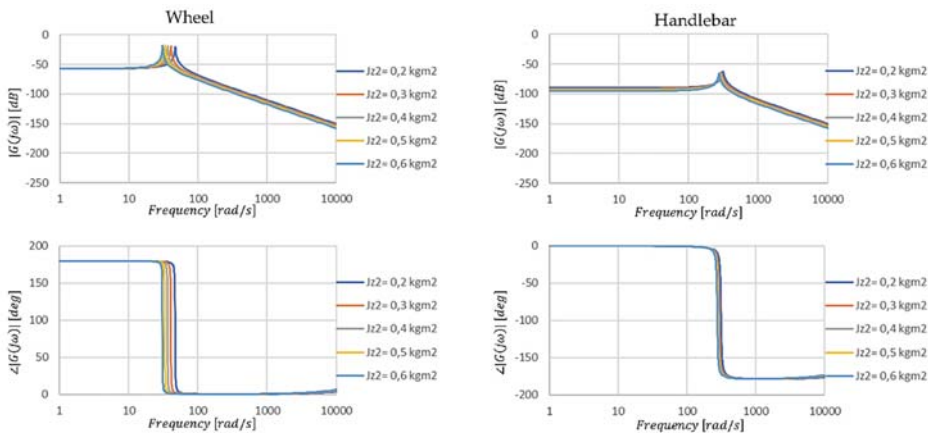 Wheel
0
-50
-100
-150
-200
-250
|G(jω)| [dB]
1
10
100
1000
10000
Frequency [rad/s]
Jz2= 0,2 kgm2
Jz2= 0,3 kgm2
Jz2= 0,4 kgm2
Jz2= 0,5 kgm2
Jz2= 0,6 kgm2
Handlebar
0
-50
-100
-150
-200
-250
|G(jω)| [dB]
1
10
100
1000
10000
Frequency [rad/s]
Jz2= 0,2 kgm2
Jz2= 0,3 kgm2
Jz2= 0,4 kgm2
Jz2= 0,5 kgm2
Jz2= 0,6 kgm2
200
150
100
50
0
∠|G(jω)| [deg]
1
10
100
1000
10000
Frequency [rad/s]
Jz2= 0,2 kgm2
Jz2= 0,3 kgm2
Jz2= 0,4 kgm2
Jz2= 0,5 kgm2
Jz2= 0,6 kgm2
0
-50
-100
-150
-200
∠|G(jω)| [deg]
1
10
100
1000
10000
Frequency [rad/s]
Jz2= 0,2 kgm2
Jz2= 0,3 kgm2
Jz2= 0,4 kgm2
Jz2= 0,5 kgm2
Jz2= 0,6 kgm2